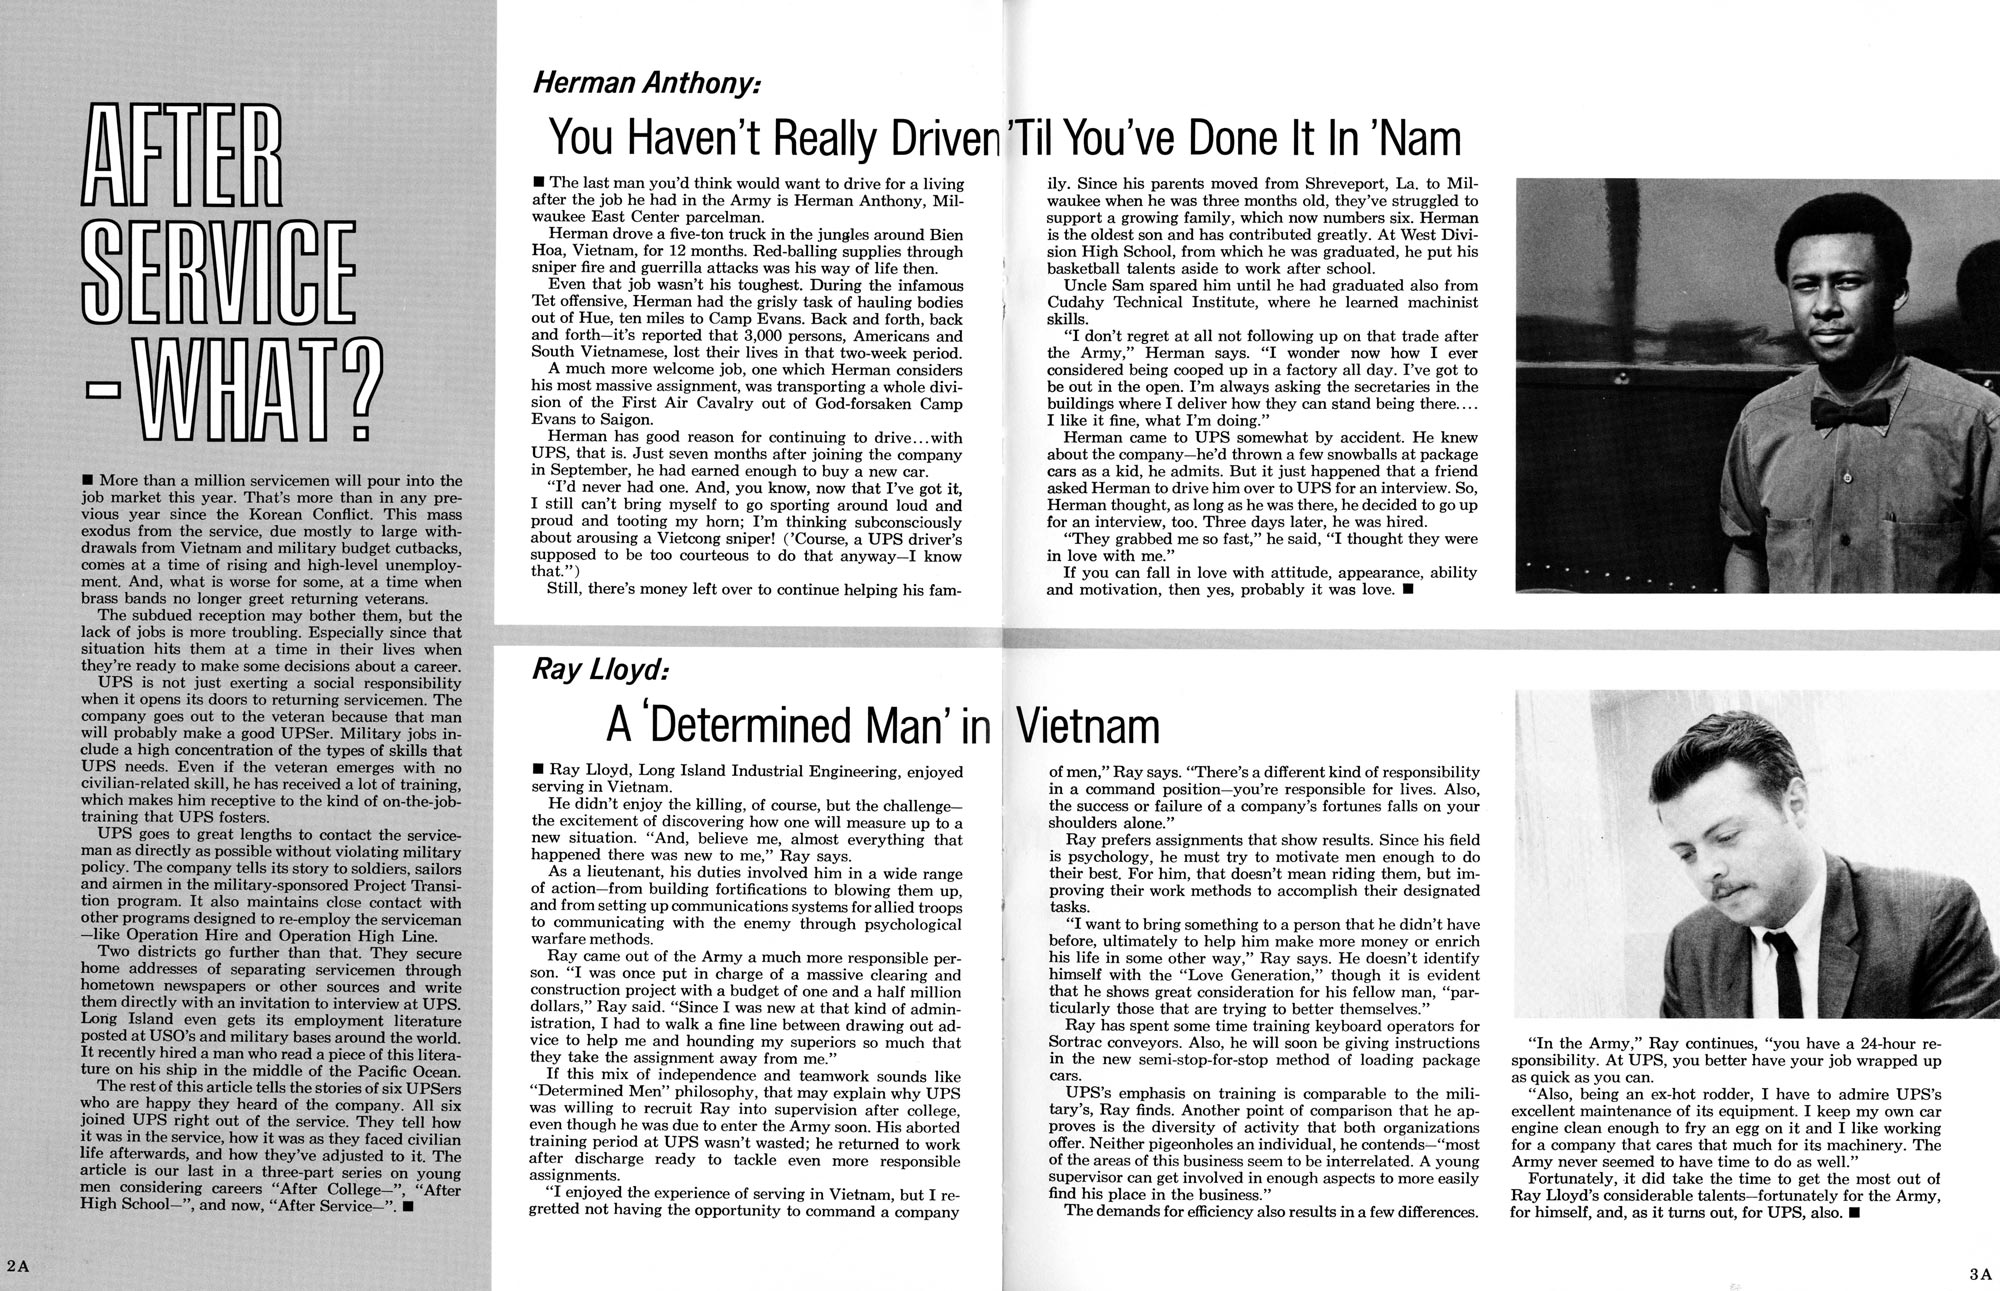 AFTER
SERVICE
-WHAT?
■ More than a million servicemen will pour into the
job market this year. That's more than in any pre-
vious year since the Korean Conflict. This mass
exodus from the service, due mostly to large with-
drawals from Vietnam and military budget cutbacks,
comes at a time of rising and high-level unemploy-
ment. And, what is worse for some, at a time when
brass bands no longer greet returning veterans.
The subdued reception may bother them, but the
lack of jobs is more troubling. Especially since that
situation hits them at a time in their lives when
they're ready to make some decisions about a career.
UPS is not just exerting a social responsibility
when it opens its doors to returning servicemen. The
company goes out to the veteran because that man
will probably make a good UPSer. Military jobs in-
clude a high concentration of the types of skills that
UPS needs. Even if the veteran emerges with no
civilian-related skill, he has received a lot of training,
which makes him receptive to the kind of on-the-job-
training that UPS fosters.
UPS goes to great lengths to contact the service-
man as directly as possible without violating military
policy. The company tells its story to soldiers, sailors
and airmen in the military-sponsored Project Transi-
tion program. It also maintains close contact with
other programs designed to re-employ the serviceman
—like Operation Hire and Operation High Line.
Two districts go further than that. They secure
home addresses of separating servicemen through
hometown newspapers or other sources and write
them directly with an invitation to interview at UPS.
Long Island even gets its employment literature
posted at USO's and military bases around the world.
It recently hired a man who read a piece of this litera-
ture on his ship in the middle of the Pacific Ocean.
The rest of this article tells the stories of six UPSers
who are happy they heard of the company. All six
joined UPS right out of the service. They tell how
it was in the service, how it was as they faced civilian
life afterwards, and how they've adjusted to it. The
article is our last in a three-part series on young
men considering careers “After College—”, “After
High School—”, and now, “After Service—”. ■
2A
Herman Anthony:
You Haven't Really Driven 'Til You've Done It In 'Nam
■ The last man you'd think would want to drive for a living
after the job he had in the Army is Herman Anthony, Mil-
waukee East Center parcelman.
Herman drove a five-ton truck in the jungles around Bien
Hoa, Vietnam, for 12 months. Red-balling supplies through
sniper fire and guerrilla attacks was his way of life then.
Even that job wasn't his toughest. During the infamous
Tet offensive, Herman had the grisly task of hauling bodies
out of Hue, ten miles to Camp Evans. Back and forth, back
and forth—it's reported that 3,000 persons, Americans and
South Vietnamese, lost their lives in that two-week period.
A much more welcome job, one which Herman considers
his most massive assignment, was transporting a whole divi-
sion of the First Air Cavalry out of God-forsaken Camp
Evans to Saigon.
Herman has good reason for continuing to drive...with
UPS, that is. Just seven months after joining the company
in September, he had earned enough to buy a new car.
“I'd never had one. And, you know, now that I've got it,
I still can't bring myself to go sporting around loud and
proud and tooting my horn; I'm thinking subconsciously
about arousing a Vietcong sniper! ('Course, a UPS driver's
supposed to be too courteous to do that anyway—I know
that.”)
Still, there's money left over to continue helping his fam-
ily. Since his parents moved from Shreveport, La. to Mil-
waukee when he was three months old, they've struggled to
support a growing family, which now numbers six. Herman
is the oldest son and has contributed greatly. At West Divi-
sion High School, from which he was graduated, he put his
basketball talents aside to work after school.
Uncle Sam spared him until he had graduated also from
Cudahy Technical Institute, where he learned machinist
skills.
“I don't regret at all not following up on that trade after
the Army,” Herman says. “I wonder now how I ever
considered being cooped up in a factory all day. I've got to
be out in the open. I'm always asking the secretaries in the
buildings where I deliver how they can stand being there....
I like it fine, what I'm doing.”
Herman came to UPS somewhat by accident. He knew
about the company—he'd thrown a few snowballs at package
cars as a kid, he admits. But it just happened that a friend
asked Herman to drive him over to UPS for an interview. So,
Herman thought, as long as he was there, he decided to go up
for an interview, too. Three days later, he was hired.
“They grabbed me so fast,” he said, “I thought they were
in love with me.”
If you can fall in love with attitude, appearance, ability
and motivation, then yes, probably it was love. ■
Ray Lloyd:
A ‘Determined Man’ in Vietnam
■ Ray Lloyd, Long Island Industrial Engineering, enjoyed
serving in Vietnam.
He didn't enjoy the killing, of course, but the challenge—
the excitement of discovering how one will measure up to a
new situation. “And, believe me, almost everything that
happened there was new to me,” Ray says.
As a lieutenant, his duties involved him in a wide range
of action—from building fortifications to blowing them up,
and from setting up communications systems for allied troops
to communicating with the enemy through psychological
warfare methods.
Ray came out of the Army a much more responsible per-
son. “I was once put in charge of a massive clearing and
construction project with a budget of one and a half million
dollars,” Ray said. “Since I was new at that kind of admin-
istration, I had to walk a fine line between drawing out ad-
vice to help me and hounding my superiors so much that
they take the assignment away from me.”
If this mix of independence and teamwork sounds like
“Determined Men” philosophy, that may explain why UPS
was willing to recruit Ray into supervision after college,
even though he was due to enter the Army soon. His aborted
training period at UPS wasn't wasted; he returned to work
after discharge ready to tackle even more responsible
assignments.
“I enjoyed the experience of serving in Vietnam, but I re-
gretted not having the opportunity to command a company
of men,” Ray says. “There's a different kind of responsibility
in a command position—you're responsible for lives. Also,
the success or failure of a company's fortunes falls on your
shoulders alone.”
Ray prefers assignments that show results. Since his field
is psychology, he must try to motivate men enough to do
their best. For him, that doesn't mean riding them, but im-
proving their work methods to accomplish their designated
tasks.
“I want to bring something to a person that he didn't have
before, ultimately to help him make more money or enrich
his life in some other way,” Ray says. He doesn't identify
himself with the “Love Generation,” though it is evident
that he shows great consideration for his fellow man, “par-
ticularly those that are trying to better themselves.”
Ray has spent some time training keyboard operators for
Sortrac conveyors. Also, he will soon be giving instructions
in the new semi-stop-for-stop method of loading package
cars.
UPS's emphasis on training is comparable to the mili-
tary's, Ray finds. Another point of comparison that he ap-
proves is the diversity of activity that both organizations
offer. Neither pigeonholes an individual, he contends—“most
of the areas of this business seem to be interrelated. A young
supervisor can get involved in enough aspects to more easily
find his place in the business.”
The demands for efficiency also results in a few differences.
“In the Army,” Ray continues, “you have a 24-hour re-
sponsibility. At UPS, you better have your job wrapped up
as quick as you can.
“Also, being an ex-hot rodder, I have to admire UPS's
excellent maintenance of its equipment. I keep my own car
engine clean enough to fry an egg on it and I like working
for a company that cares that much for its machinery. The
Army never seemed to have time to do as well.”
Fortunately, it did take the time to get the most out of
Ray Lloyd's considerable talents—fortunately for the Army,
for himself, and, as it turns out, for UPS, also. ■
3A